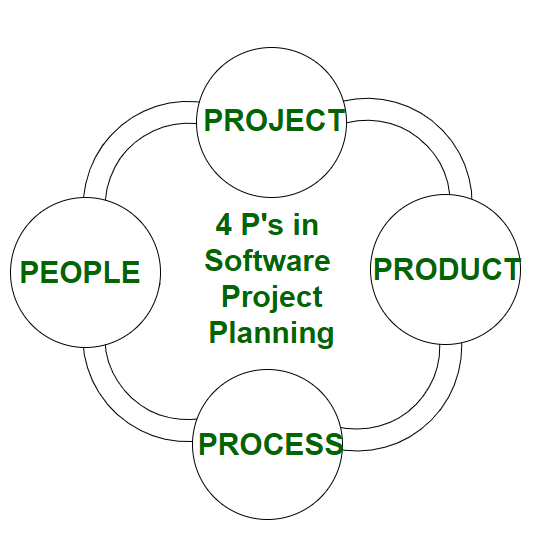 PROJECT
4 P's in
Software
Project
Planning
PEOPLE
PRODUCT
PROCESS